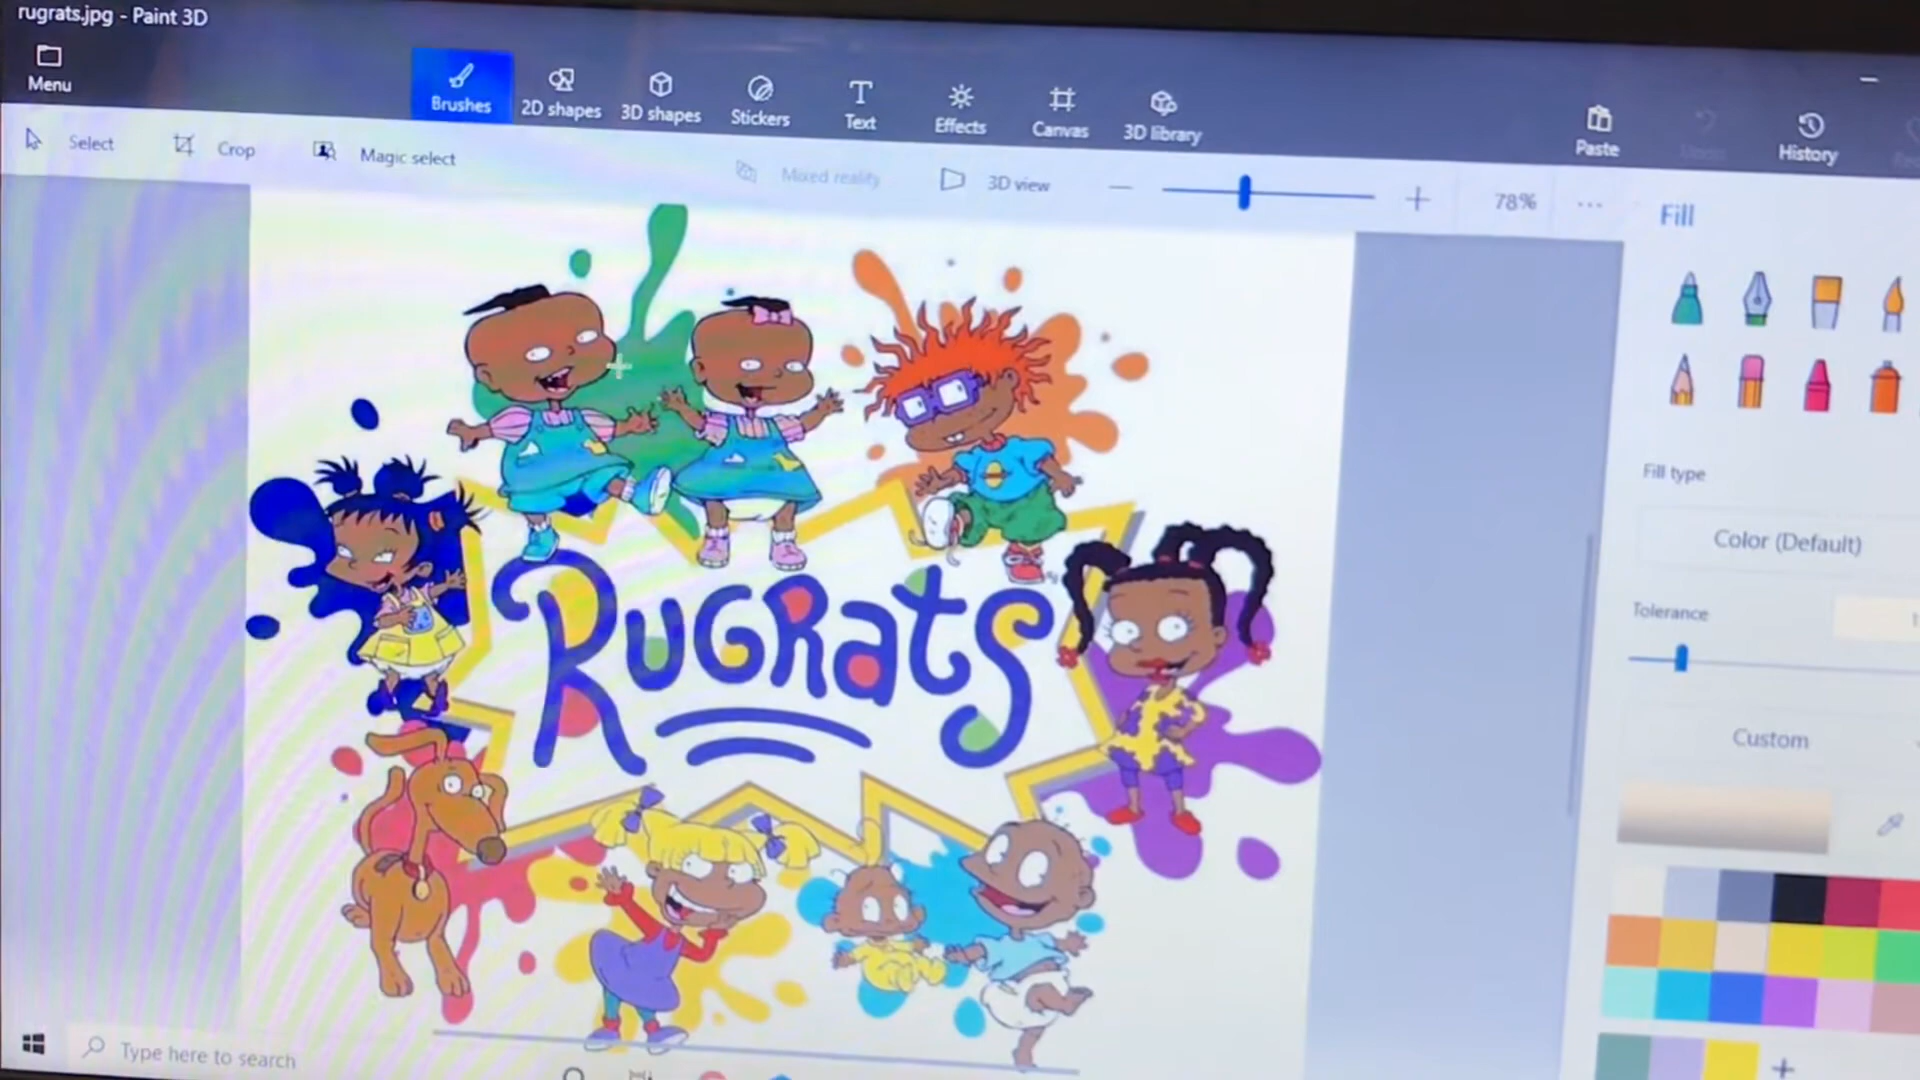 rugrats.jpg - Paint 3D
Menu
Brushes
2D shapes
3D shapes
Stickers
Text
Effects
Canvas
3D library
Paste
Undo
History
Select
Crop
Magic select
Mixed reality
3D view
78%
...
Fill
Fill type
Color (Default)
Tolerance
Custom
RUGRatS
Type here to search